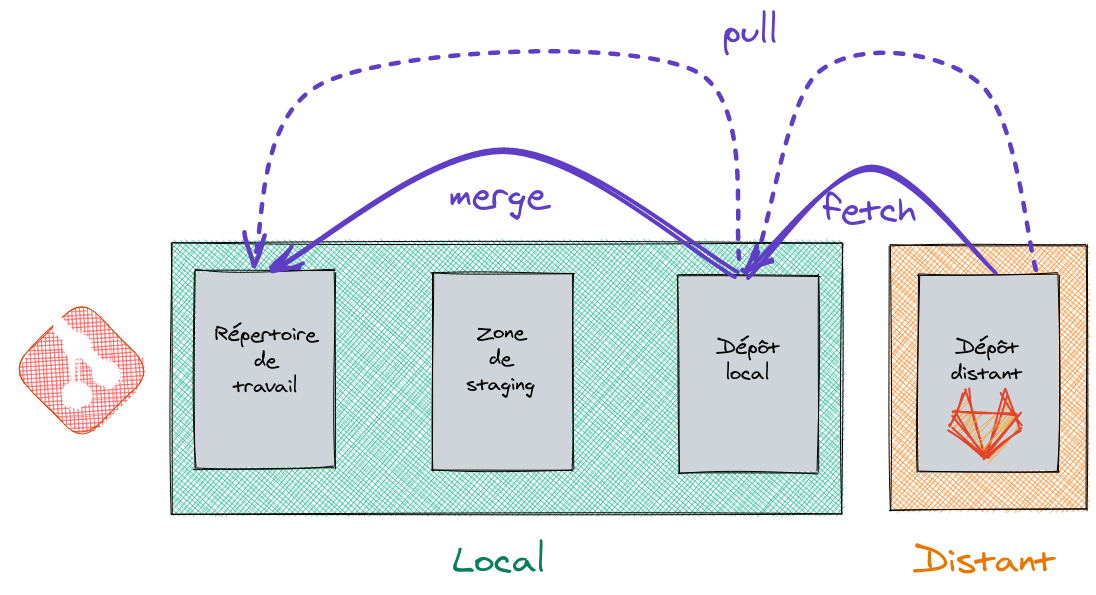 pull
merge
fetch
Répertoire
de
travail
Zone
de
staging
Dépôt
local
Dépôt
distant
Local
Distant